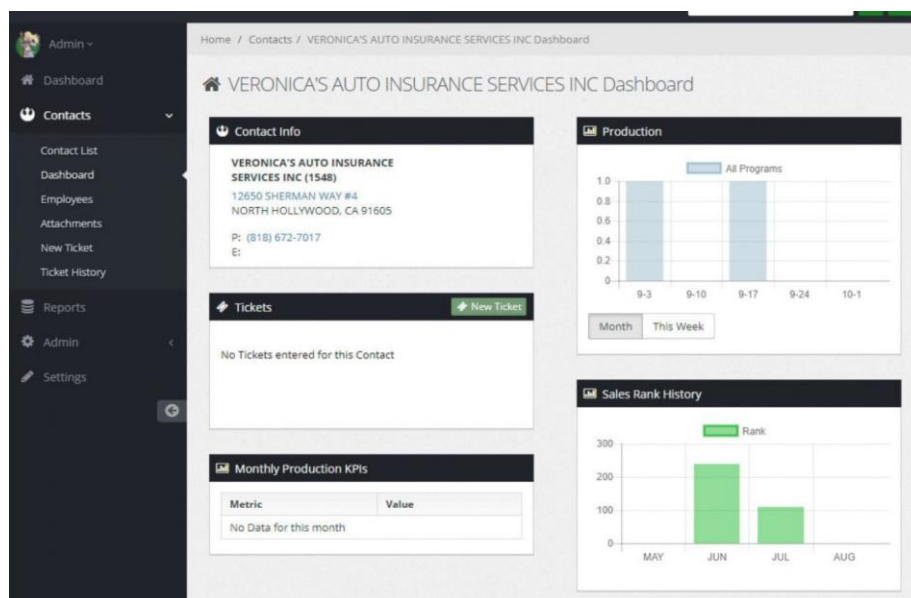 Admin
Home / Contacts / VERONICA'S AUTO INSURANCE SERVICES INC Dashboard
Dashboard
Contacts
Contact List
Dashboard
Employees
Attachments
New Ticket
Ticket History
Reports
Admin
Settings
VERONICA'S AUTO INSURANCE SERVICES INC Dashboard
Contact Info
VERONICA'S AUTO INSURANCE
SERVICES INC (1548)
12650 SHERMAN WAY #4
NORTH HOLLYWOOD, CA 91605
P: (818) 672-7017
E:
Tickets
New Ticket
No Tickets entered for this Contact
Monthly Production KPIs
Metric Value
No Data for this month
Production
All Programs
1.0
0.8
0.6
0.4
0.2
0
9-3 9-10 9-17 9-24 10-1
Month This Week
Sales Rank History
Rank
300
200
100
0
MAY JUN JUL AUG